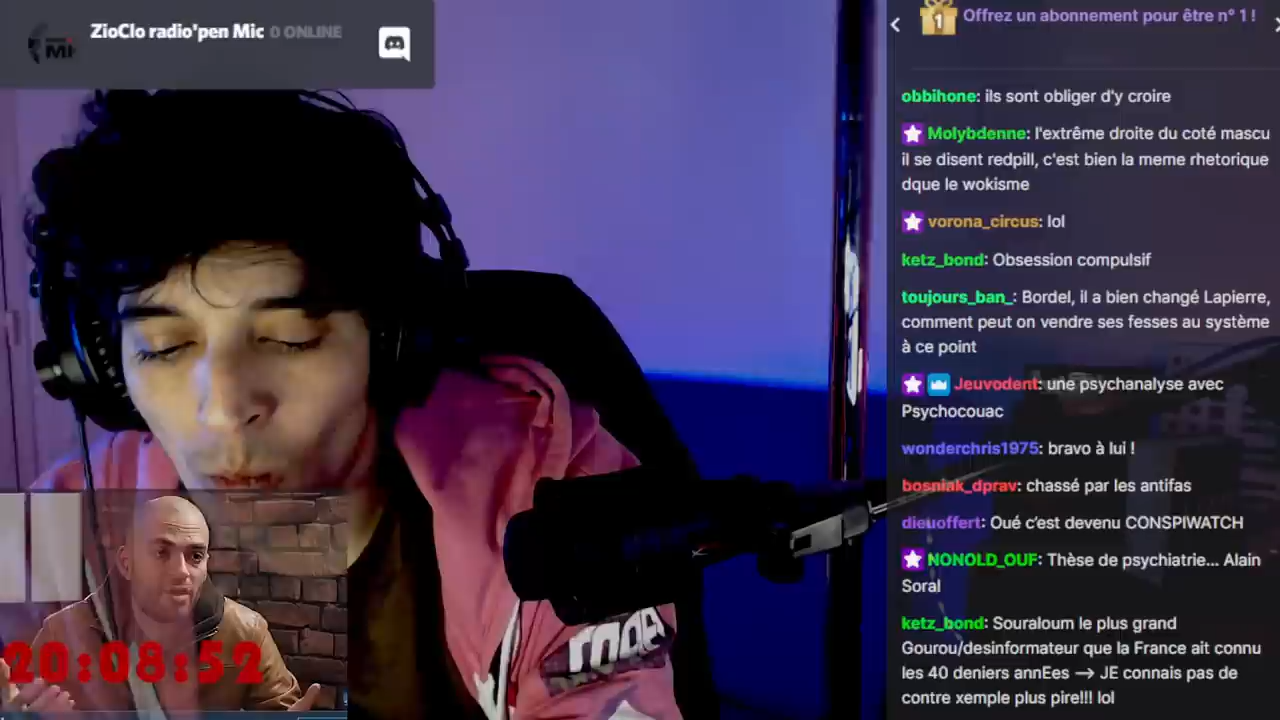 ZioClo radio'pen Mic 0 ONLINE
MI
1
Offrez un abonnement pour être n° 1 !
obbihone: ils sont obliger d'y croire
Molybdenne: l'extrême droite du coté mascu
il se disent redpill, c'est bien la meme rhetorique
dque le wokisme
vorona_circus: lol
ketz_bond: Obsession compulsif
toujours_ban_: Bordel, il a bien changé Lapierre,
comment peut on vendre ses fesses au système
à ce point
Jeuvodent: une psychanalyse avec
Psychocouac
wonderchris1975: bravo à lui !
bosniak_dprav: chassé par les antifas
dieuoffert: Oué c'est devenu CONSPIWATCH
NONOLD_OUF: Thèse de psychiatrie... Alain
Soral
ketz_bond: Souraloum le plus grand
Gourou/desinformateur que la France ait connu
les 40 deniers annEes --> JE connais pas de
contre xemple plus pire!!! lol
20:08:52